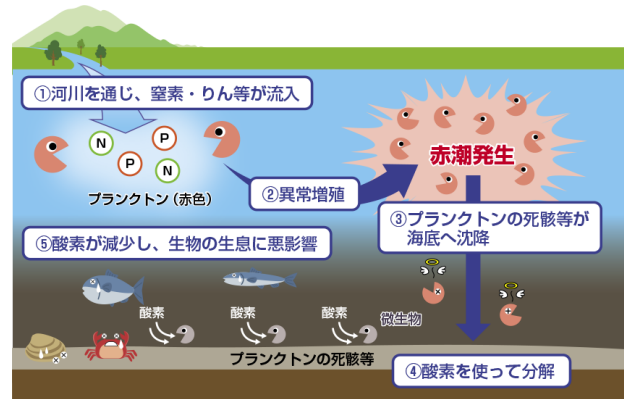 ①河川を通じ、窒素・りん等が流入
N
P
P
N
プランクトン（赤色）
②異常増殖
赤潮発生
③プランクトンの死骸等が
海底へ沈降
⑤酸素が減少し、生物の生息に悪影響
酸素
酸素
酸素
微生物
プランクトンの死骸等
④酸素を使って分解